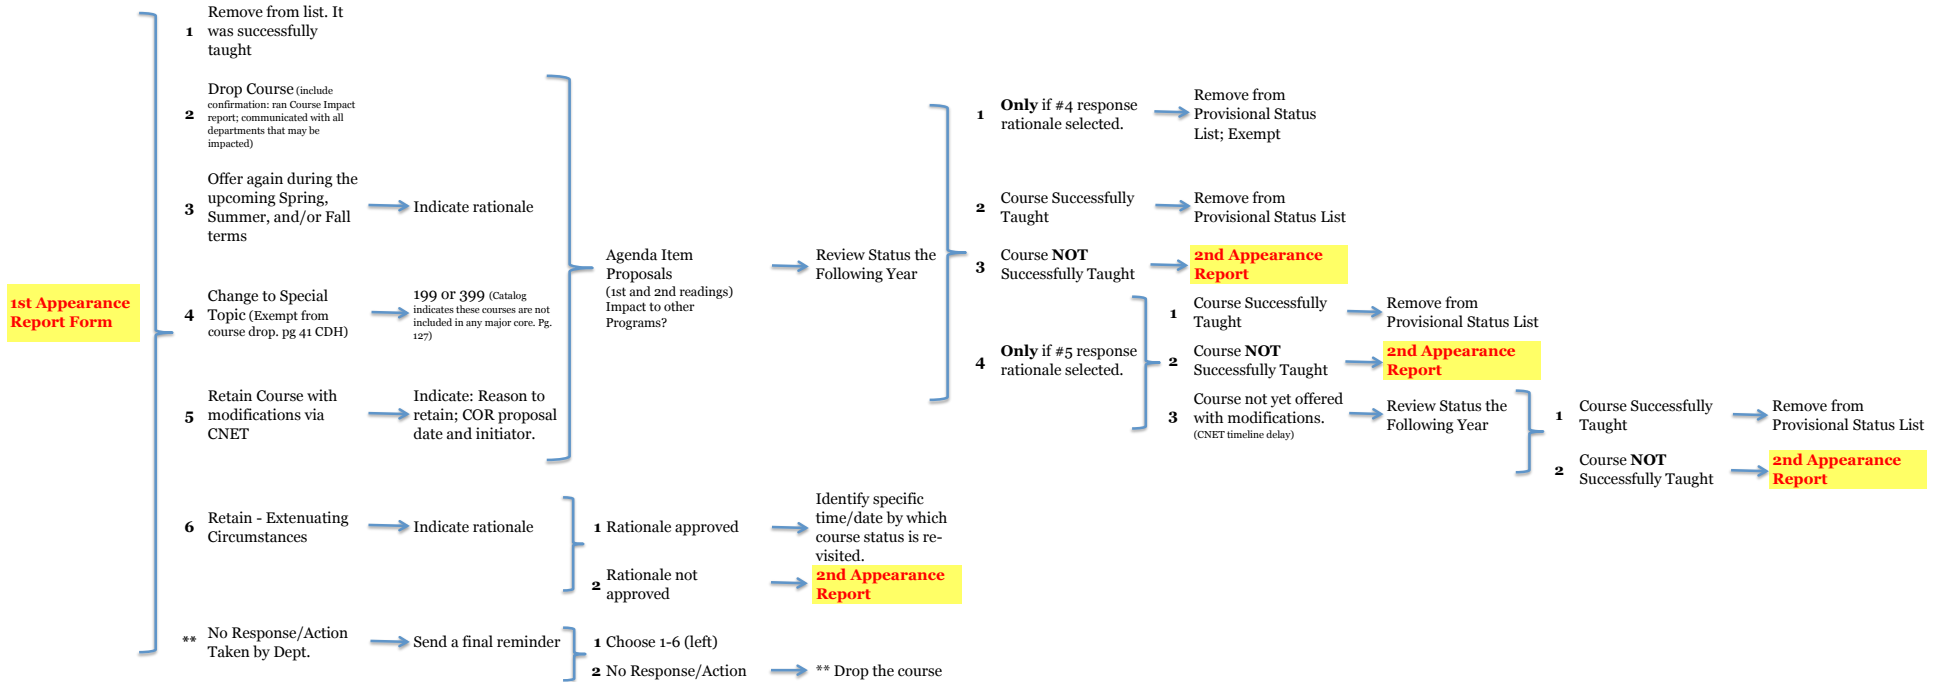 1st Appearance
Report Form
1
Remove from list. It
was successfully
taught
2
Drop Course (include
confirmation: ran Course Impact
report; communicated with all
departments that may be
impacted)
3
Offer again during the
upcoming Spring,
Summer, and/or Fall
terms
Indicate rationale
4
Change to Special
Topic (Exempt from
course drop. pg 41 CDH)
199 or 399 (Catalog
indicates these courses are not
included in any major core. Pg.
127)
5
Retain Course with
modifications via
CNET
Indicate: Reason to
retain; COR proposal
date and initiator.
Agenda Item
Proposals
(1st and 2nd readings)
Impact to other
Programs?
Review Status the
Following Year
1
Only if #4 response
rationale selected.
Remove from
Provisional Status
List; Exempt
2
Course Successfully
Taught
Remove from
Provisional Status List
3
Course NOT
Successfully Taught
2nd Appearance
Report
4
Only if #5 response
rationale selected.
1
Course Successfully
Taught
Remove from
Provisional Status List
2
Course NOT
Successfully Taught
2nd Appearance
Report
3
Course not yet offered
with modifications.
(CNET timeline delay)
Review Status the
Following Year
1
Course Successfully
Taught
Remove from
Provisional Status List
2
Course NOT
Successfully Taught
2nd Appearance
Report
6
Retain - Extenuating
Circumstances
Indicate rationale
1 Rationale approved
Identify specific
time/date by which
course status is re-
visited.
2
Rationale not
approved
2nd Appearance
Report
**
No Response/Action
Taken by Dept.
Send a final reminder
1 Choose 1-6 (left)
2 No Response/Action
** Drop the course